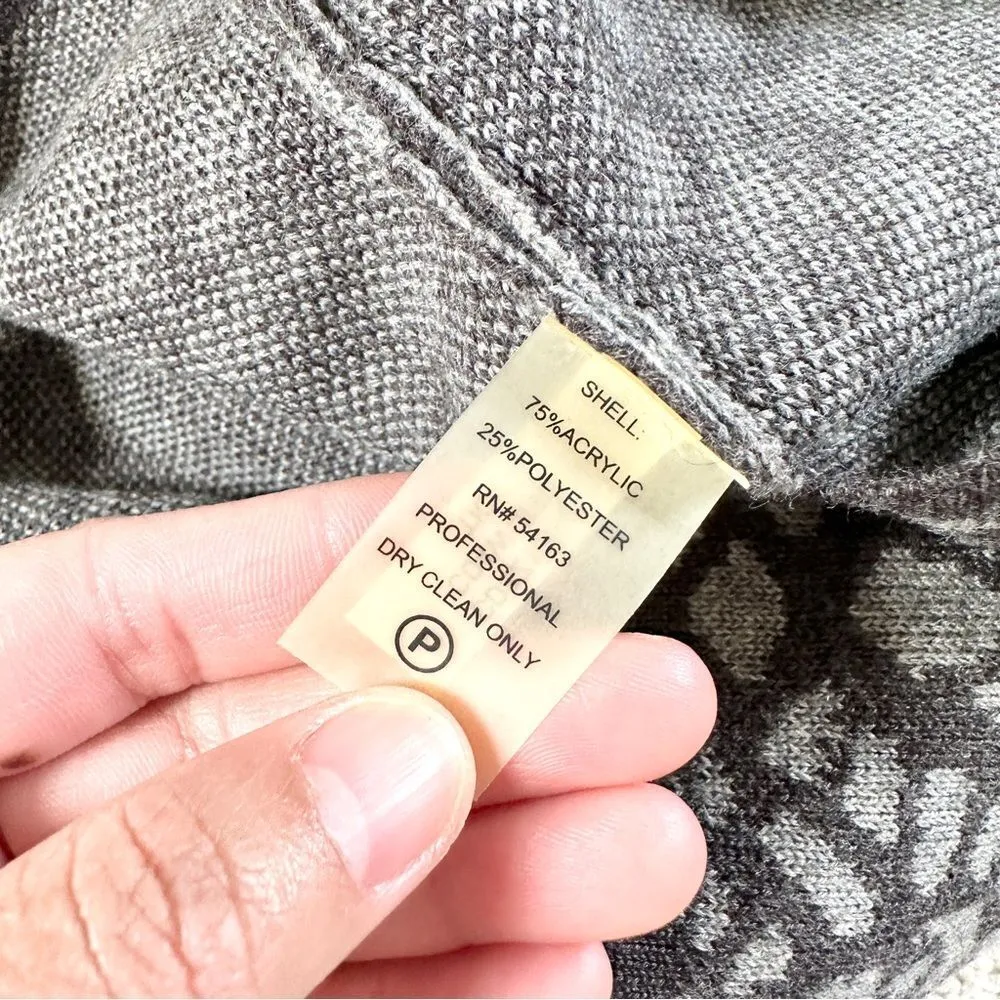 SHELL:
75%ACRYLIC
25%POLYESTER
RN# 54163
PROFESSIONAL
DRY CLEAN ONLY
P